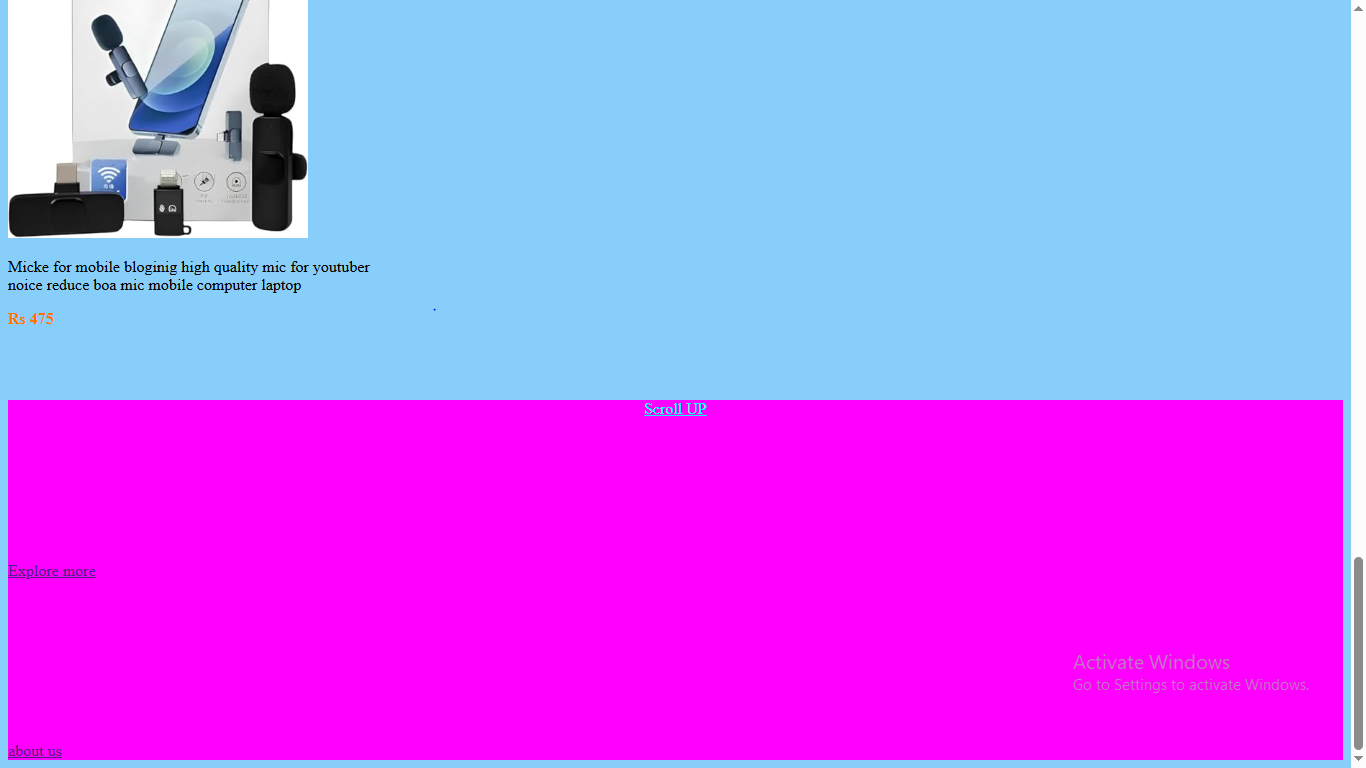 Micke for mobile bloginig high quality mic for youtuber
noice reduce boa mic mobile computer laptop
Rs 475
Scroll UP
Explore more
Activate Windows
Go to Settings to activate Windows.
about us